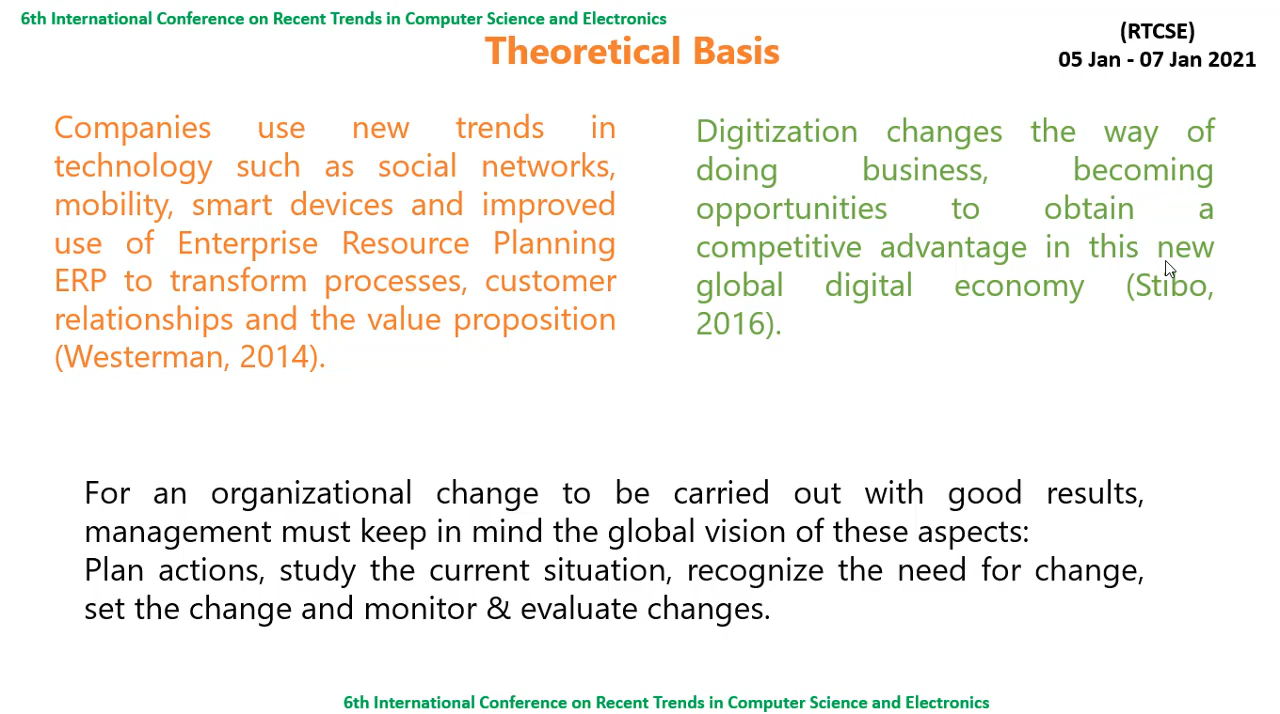 6th International Conference on Recent Trends in Computer Science and Electronics
(RTCSE)
05 Jan - 07 Jan 2021
Theoretical Basis
Companies use new trends in
technology such as social networks,
mobility, smart devices and improved
use of Enterprise Resource Planning
ERP to transform processes, customer
relationships and the value proposition
(Westerman, 2014).
Digitization changes the way of
doing business, becoming
opportunities to obtain a
competitive advantage in this new
global digital economy (Stibo,
2016).
For an organizational change to be carried out with good results,
management must keep in mind the global vision of these aspects:
Plan actions, study the current situation, recognize the need for change,
set the change and monitor & evaluate changes.
6th International Conference on Recent Trends in Computer Science and Electronics